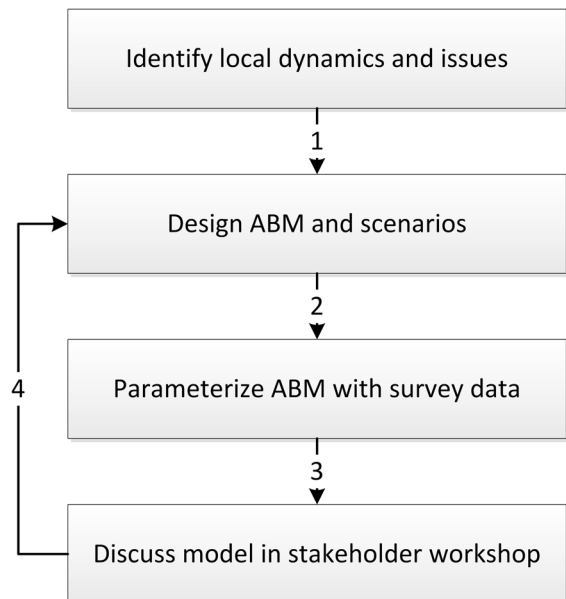 Identify local dynamics and issues
1
Design ABM and scenarios
2
Parameterize ABM with survey data
4
3
Discuss model in stakeholder workshop